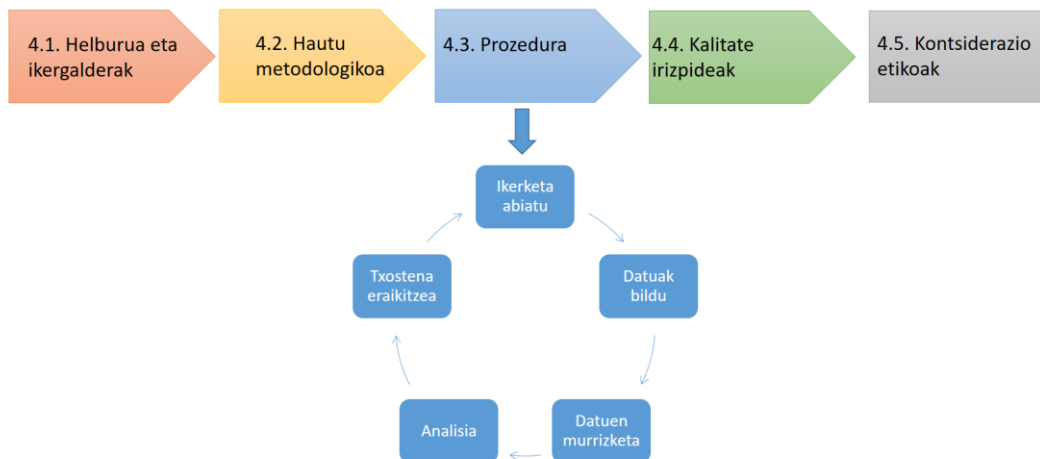 4.1. Helburua eta
ikergalderak
4.2. Hautu
metodologikoa
4.3. Prozedura
4.4. Kalitate
irizpideak
4.5. Kontsiderazio
etikoak
Ikerketa
abiatu
Txostena
eraikitzea
Datuak
bildu
Analisia
Datuen
murrizketa